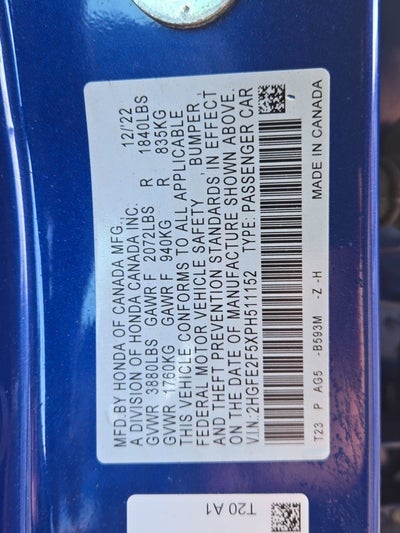 MFD BY HONDA OF CANADA MFG., 12/'22
A DIVISION OF HONDA CANADA INC.
GVWR 3880LBS GAWR F 2072LBS R 1840LBS
GVWR 1760KG GAWR F 940KG R 835KG
THIS VEHICLE CONFORMS TO ALL APPLICABLE
FEDERAL MOTOR VEHICLE SAFETY , BUMPER ,
AND THEFT PREVENTION STANDARDS IN EFFECT
ON THE DATE OF MANUFACTURE SHOWN ABOVE.
V.I.N.:2HGFE2F5XPH511152 TYPE: PASSENGER CAR
T23 P AG5 -B593M -Z -H MADE IN CANADA
T20 A1